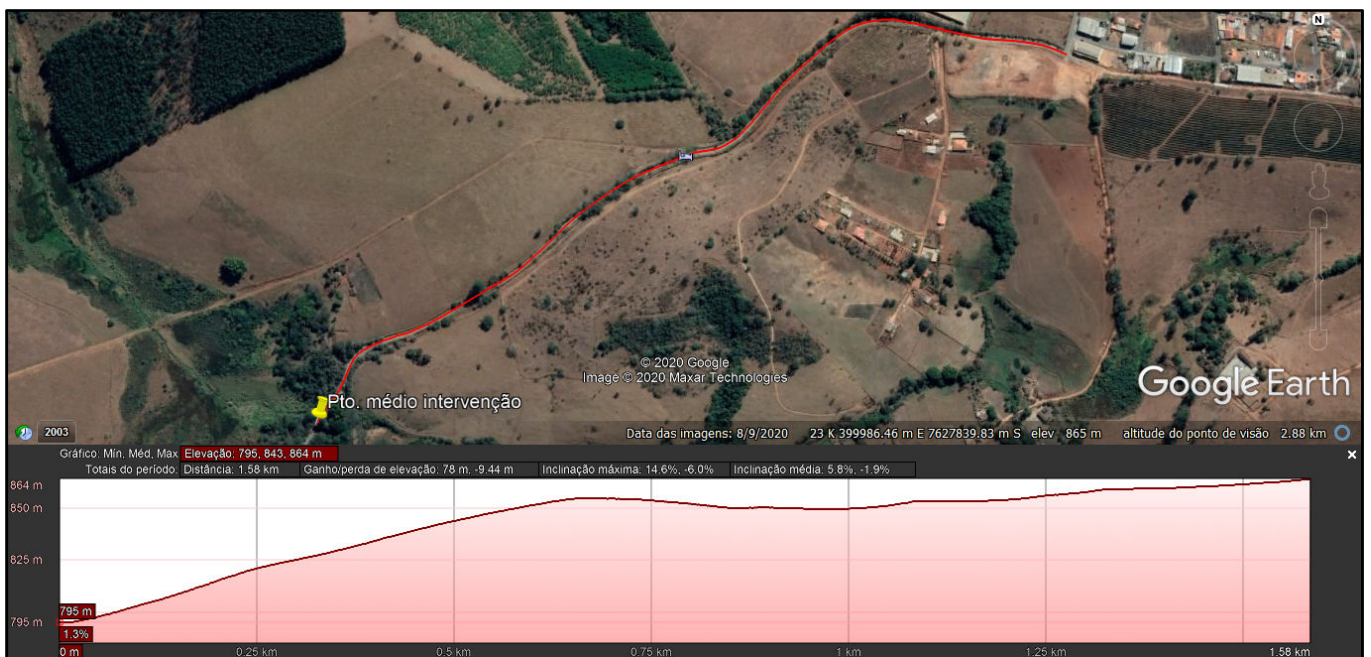 N
© 2020 Google
Image © 2020 Maxar Technologies
Google Earth
Pto. médio intervenção
2003
Data das imagens: 8/9/2020 23 K 399986.46 m E 7627839.83 m S elev 865 m altitude do ponto de visão 2.88 km
Gráfico: Mín, Méd, Max Elevação: 795, 843, 864 m
Totais do período: Distância: 1.58 km Ganho/perda de elevação: 78 m, -9.44 m Inclinação máxima: 14.6%, -6.0% Inclinação média: 5.8%, -1.9%
864 m
850 m
825 m
795 m
795 m
1.3%
0 m 0.25 km 0.5 km 0.75 km 1 km 1.25 km 1.58 km